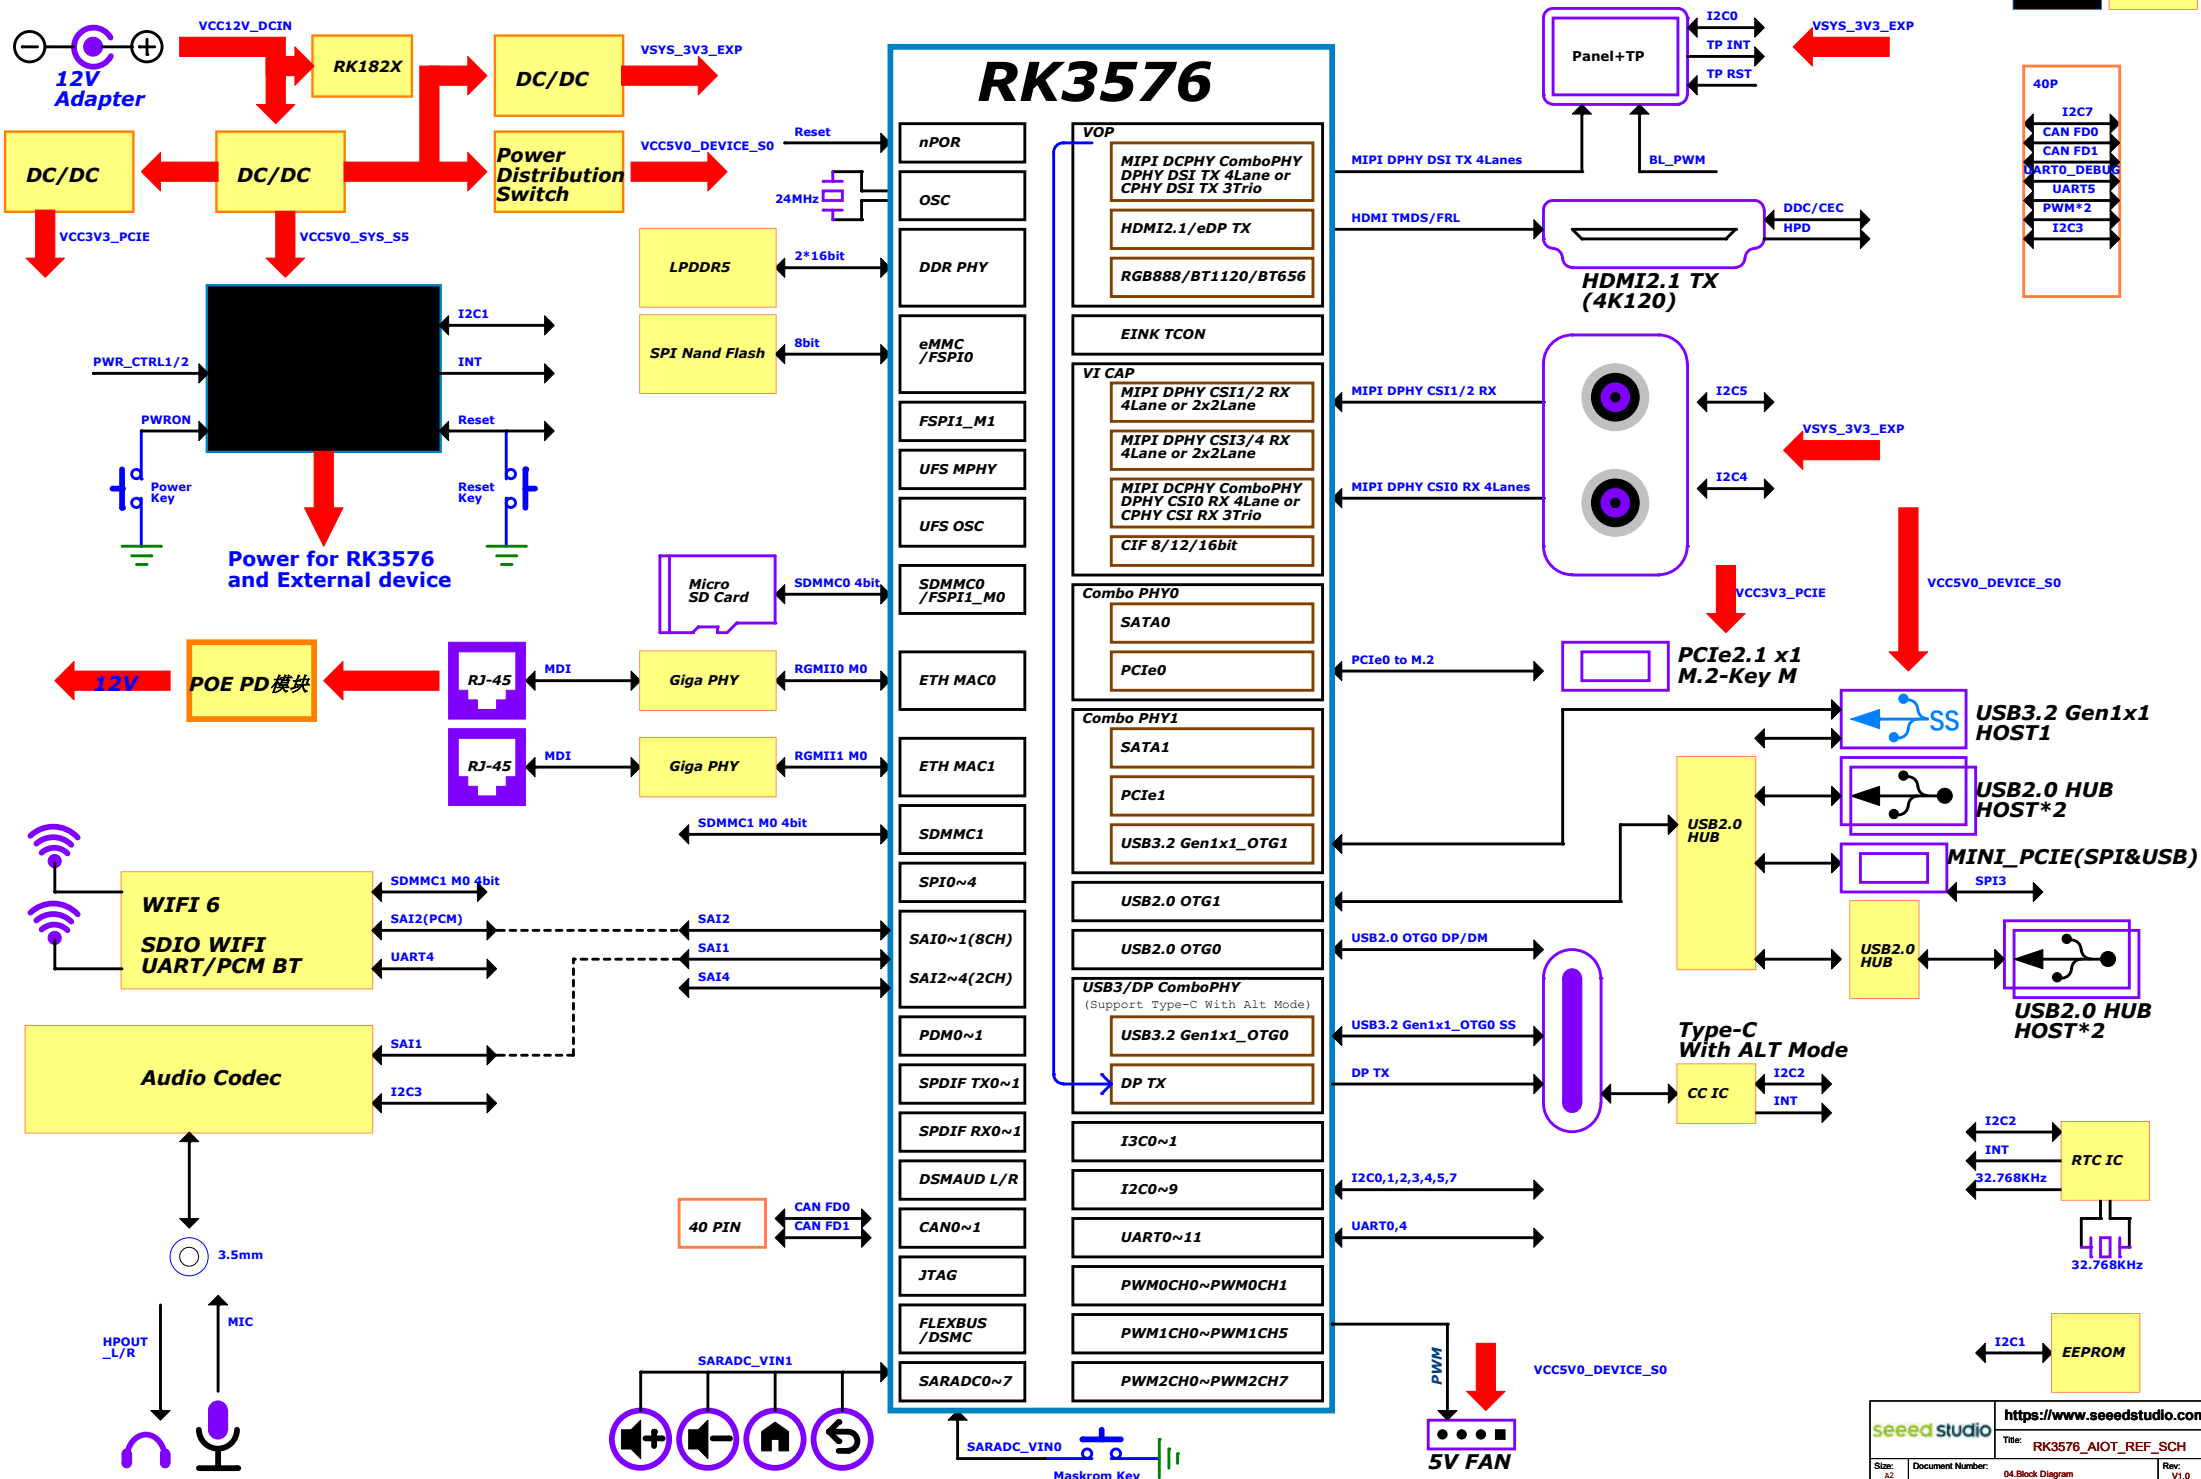 VCC12V_DCIN
12V
Adapter
RK182X
DC/DC
VSYS_3V3_EXP
DC/DC
DC/DC
Power
Distribution
Switch
VCC5V0_DEVICE_S0
VCC3V3_PCIE
VCC5V0_SYS_S5
I2C1
INT
PWR_CTRL1/2
PWRON
Reset
Power
Key
Reset
Key
Power for RK3576
and External device
12V
POE PD模块
RJ-45
MDI
Giga PHY
RGMII0 M0
RJ-45
MDI
Giga PHY
RGMII1 M0
SDMMC1 M0 4bit
WIFI 6
SDIO WIFI
UART/PCM BT
SDMMC1 M0 4bit
SAI2(PCM)
UART4
SAI2
SAI1
SAI4
Audio Codec
SAI1
I2C3
3.5mm
HPOUT
_L/R
MIC
Reset
24MHz
LPDDR5
2*16bit
SPI Nand Flash
8bit
Micro
SD Card
SDMMC0 4bit
40 PIN
CAN FD0
CAN FD1
SARADC_VIN1
SARADC_VIN0
Maskrom Key
RK3576
nPOR
OSC
DDR PHY
eMMC
/FSPI0
FSPI1_M1
UFS MPHY
UFS OSC
SDMMC0
/FSPI1_M0
ETH MAC0
ETH MAC1
SDMMC1
SPI0~4
SAI0~1(8CH)
SAI2~4(2CH)
PDM0~1
SPDIF TX0~1
SPDIF RX0~1
DSMAUD L/R
CAN0~1
JTAG
FLEXBUS
/DSMC
SARADC0~7
VOP
MIPI DCPHY ComboPHY
DPHY DSI TX 4Lane or
CPHY DSI TX 3Trio
HDMI2.1/eDP TX
RGB888/BT1120/BT656
EINK TCON
VI CAP
MIPI DPHY CSI1/2 RX
4Lane or 2x2Lane
MIPI DPHY CSI3/4 RX
4Lane or 2x2Lane
MIPI DCPHY ComboPHY
DPHY CSI0 RX 4Lane or
CPHY CSI RX 3Trio
CIF 8/12/16bit
Combo PHY0
SATA0
PCIe0
Combo PHY1
SATA1
PCIe1
USB3.2 Gen1x1_OTG1
USB2.0 OTG1
USB2.0 OTG0
USB3/DP ComboPHY
(Support Type-C With Alt Mode)
USB3.2 Gen1x1_OTG0
DP TX
I3C0~1
I2C0~9
UART0~11
PWM0CH0~PWM0CH1
PWM1CH0~PWM1CH5
PWM2CH0~PWM2CH7
Panel+TP
I2C0
TP INT
TP RST
VSYS_3V3_EXP
MIPI DPHY DSI TX 4Lanes
BL_PWM
HDMI TMDS/FRL
DDC/CEC
HPD
HDMI2.1 TX
(4K120)
40P
I2C7
CAN FD0
CAN FD1
UART0_DEBUG
UART5
PWM*2
I2C3
MIPI DPHY CSI1/2 RX
I2C5
VSYS_3V3_EXP
MIPI DPHY CSI0 RX 4Lanes
I2C4
VCC3V3_PCIE
VCC5V0_DEVICE_S0
PCIe0 to M.2
PCIe2.1 x1
M.2-Key M
SS
USB3.2 Gen1x1
HOST1
USB2.0
HUB
USB2.0 HUB
HOST*2
MINI_PCIE(SPI&USB)
SPI3
USB2.0
HUB
USB2.0 HUB
HOST*2
USB2.0 OTG0 DP/DM
USB3.2 Gen1x1_OTG0 SS
DP TX
Type-C
With ALT Mode
CC IC
I2C2
INT
I2C2
INT
32.768KHz
RTC IC
32.768KHz
I2C0,1,2,3,4,5,7
UART0,4
PWM
VCC5V0_DEVICE_S0
5V FAN
I2C1
EEPROM
seeed studio
https://www.seeedstudio.com
Title: RK3576_AIOT_REF_SCH
Size: A2
Document Number: 04.Block Diagram
Rev: V1.0